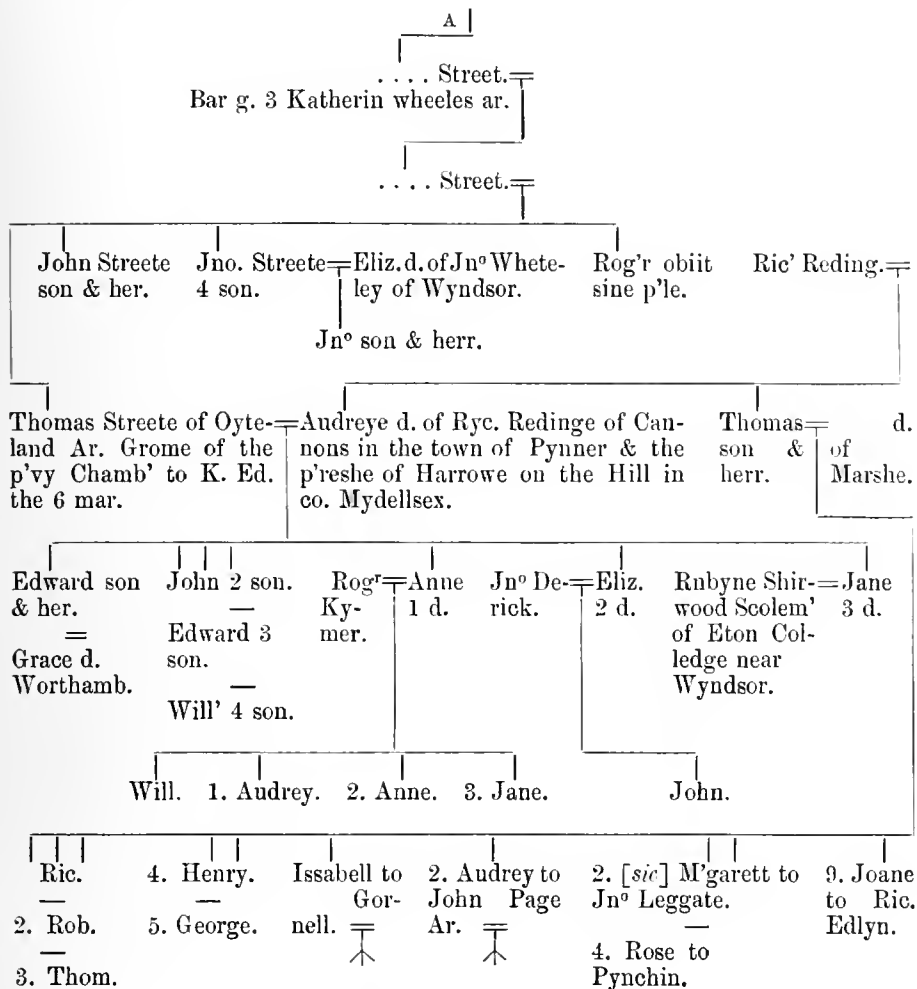 A
. . . . Street.
Bar g. 3 Katherin wheeles ar.
. . . . Street.
John Streete
son & her.
Jno. Streete
4 son.
Eliz. d. of Jnº Whete-
ley of Wyndsor.
Rog'r obiit
sine p'le.
Ric' Reding.
Jnº son & herr.
Thomas Streete of Oyte-
land Ar. Grome of the
p'vy Chamb' to K. Ed.
the 6 mar.
Audreye d. of Ryc. Redinge of Can-
nons in the town of Pynner & the
p'reshe of Harrowe on the Hill in
co. Mydellsex.
Thomas
son &
herr.
d.
of
Marshe.
Edward son
& her.
=
Grace d.
Worthamb.
John 2 son.
—
Edward 3
son.
—
Will' 4 son.
Rogʳ
Ky-
mer.
Anne
1 d.
Jnº De-
rick.
Eliz.
2 d.
Rubyne Shir-
wood Scolem'
of Eton Col-
ledge near
Wyndsor.
Jane
3 d.
Will. 1. Audrey. 2. Anne. 3. Jane.
John.
Ric.
—
2. Rob.
—
3. Thom.
4. Henry.
—
5. George.
Issabell to
Gor-
nell.
2. Audrey to
John Page
Ar.
2. [sic] M'garett to
Jnº Leggate.
—
4. Rose to
Pynchin.
9. Joane
to Ric.
Edlyn.